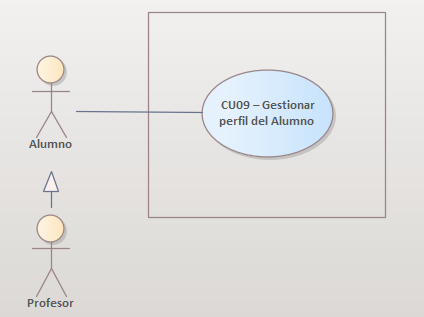 CU09 – Gestionar
perfil del Alumno
Alumno
Profesor